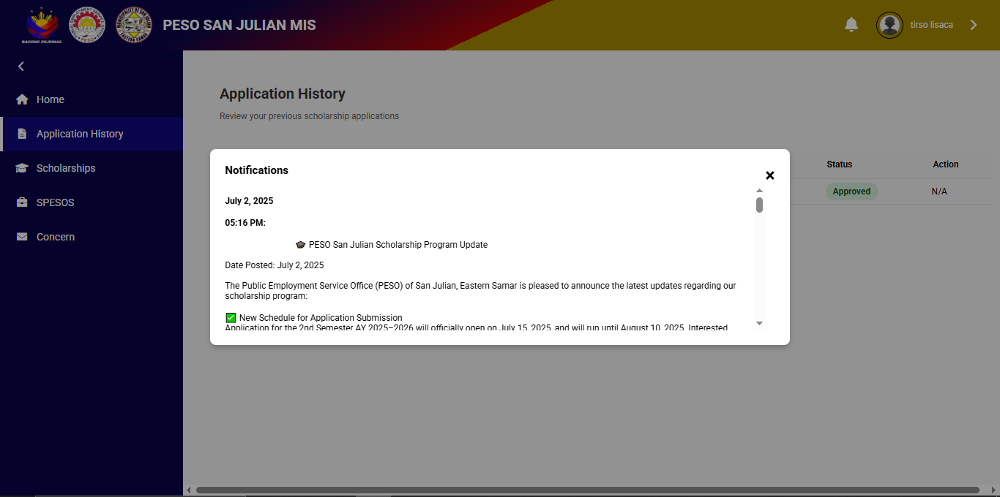 BAGONG PILIPINAS
PESO SAN JULIAN MIS
tirso lisaca
Home
Application History
Scholarships
SPESOS
Concern
Application History
Review your previous scholarship applications
Status
Action
Approved
N/A
Notifications
July 2, 2025
05:16 PM:
🎓 PESO San Julian Scholarship Program Update
Date Posted: July 2, 2025
The Public Employment Service Office (PESO) of San Julian, Eastern Samar is pleased to announce the latest updates regarding our
scholarship program:
✅ New Schedule for Application Submission
Application for the 2nd Semester AY 2025–2026 will officially open on July 15, 2025, and will run until August 10, 2025. Interested